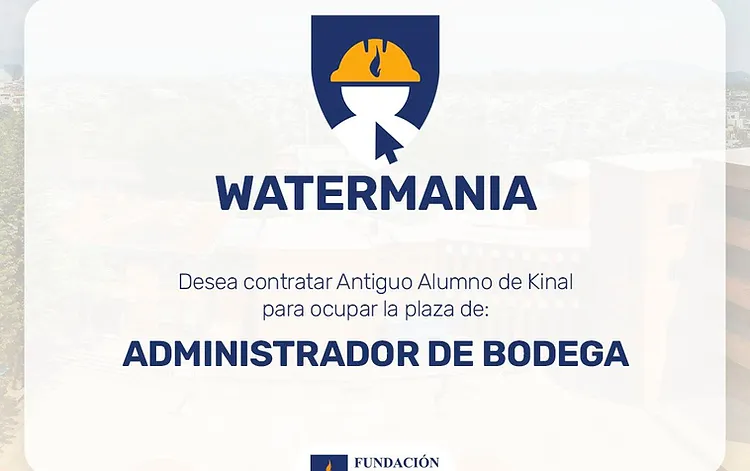 WATERMANIA
Desea contratar Antiguo Alumno de Kinal
para ocupar la plaza de:
ADMINISTRADOR DE BODEGA
FUNDACIÓN